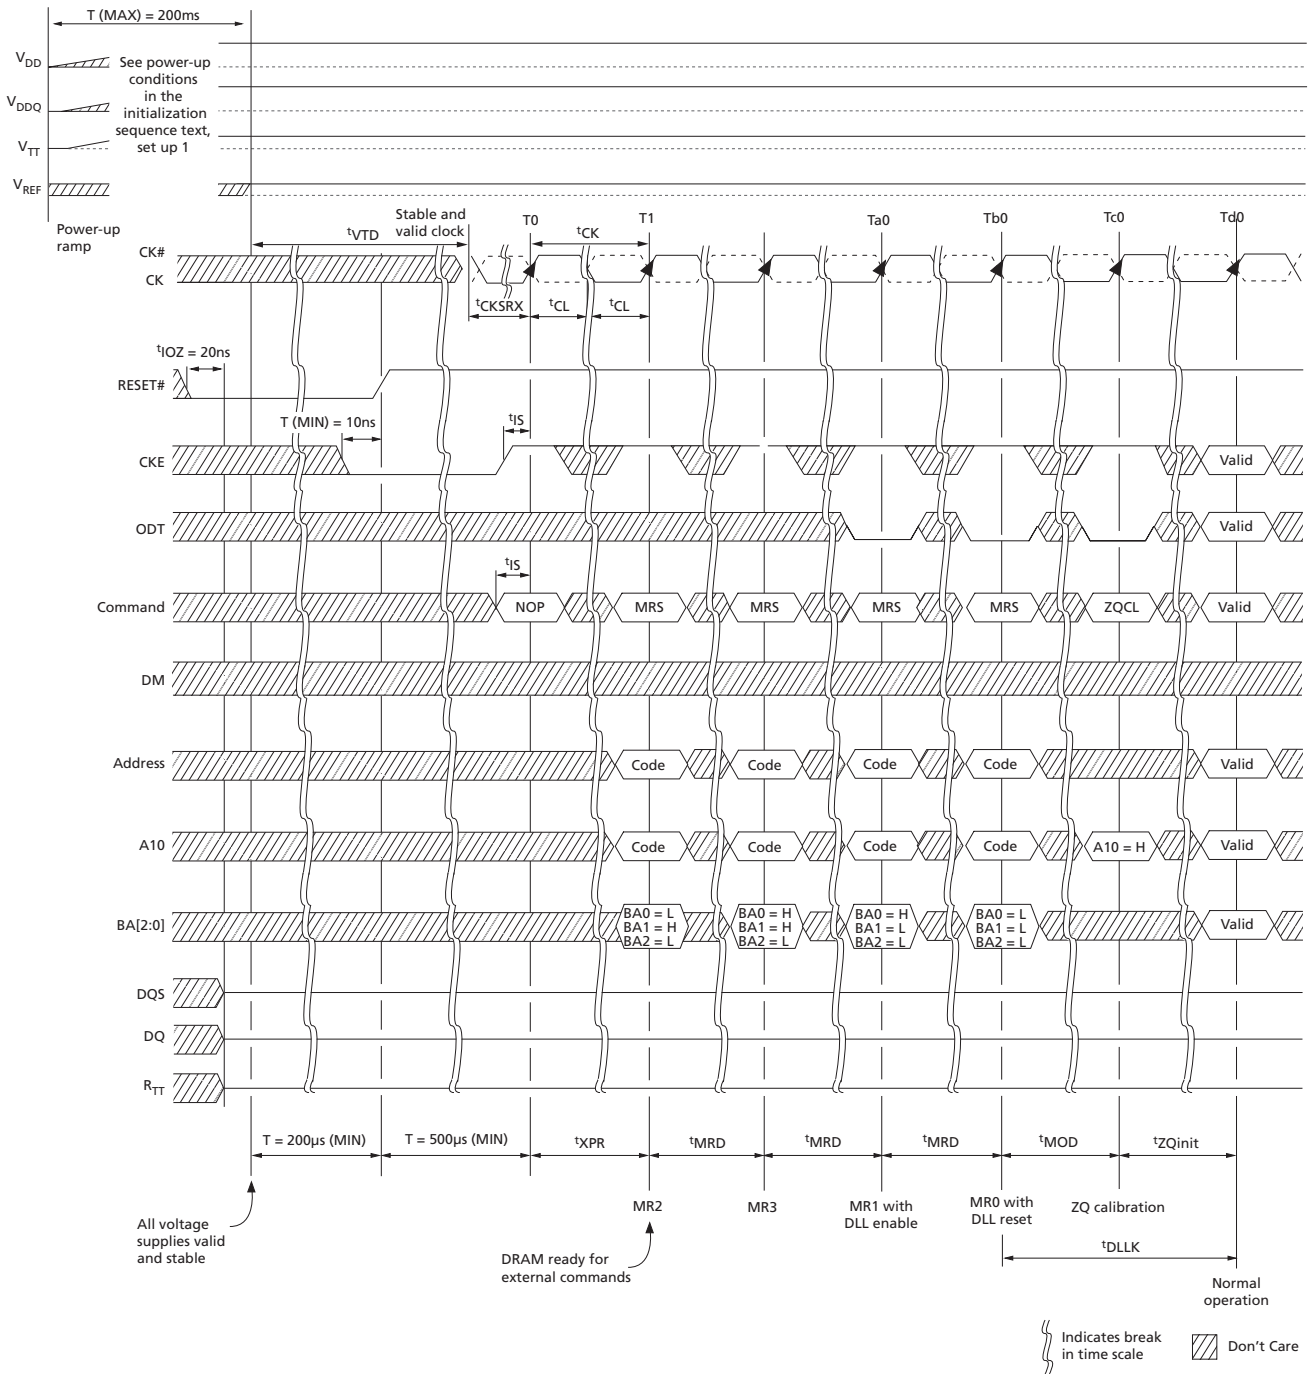 T (MAX) = 200ms
VDD
See power-up
conditions
in the
initialization
sequence text,
set up 1
VDDQ
VTT
VREF
Power-up
ramp
Stable and
valid clock
tVTD
T0
T1
Ta0
Tb0
Tc0
Td0
tCK
CK#
CK
tCKSRX
tCL
tCL
tIOZ = 20ns
RESET#
T (MIN) = 10ns
tIS
CKE
Valid
ODT
Valid
tIS
Command
NOP
MRS
MRS
MRS
MRS
ZQCL
Valid
DM
Address
Code
Code
Code
Code
Valid
A10
Code
Code
Code
Code
A10 = H
Valid
BA[2:0]
BA0 = L
BA1 = H
BA2 = L
BA0 = H
BA1 = H
BA2 = L
BA0 = H
BA1 = L
BA2 = L
BA0 = L
BA1 = L
BA2 = L
Valid
DQS
DQ
RTT
T = 200µs (MIN)
T = 500µs (MIN)
tXPR
tMRD
tMRD
tMRD
tMOD
tZQinit
MR2
MR3
MR1 with
DLL enable
MR0 with
DLL reset
ZQ calibration
All voltage
supplies valid
and stable
DRAM ready for
external commands
tDLLK
Normal
operation
Indicates break
in time scale
Don't Care